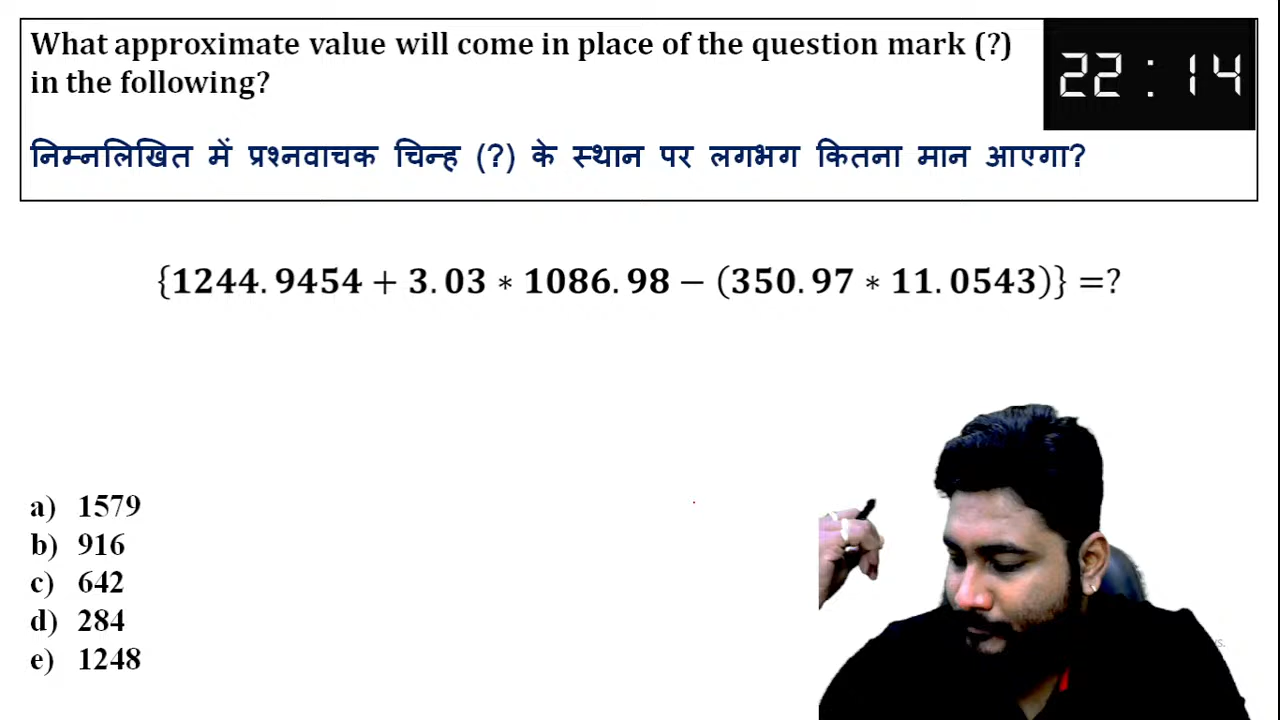 What approximate value will come in place of the question mark (?)
in the following?
22:14
निम्नलिखित में प्रश्नवाचक चिन्ह (?) के स्थान पर लगभग कितना मान आएगा?
{1244.9454 + 3.03 ∗ 1086.98 − (350.97 ∗ 11.0543)} =?
a) 1579
b) 916
c) 642
d) 284
e) 1248